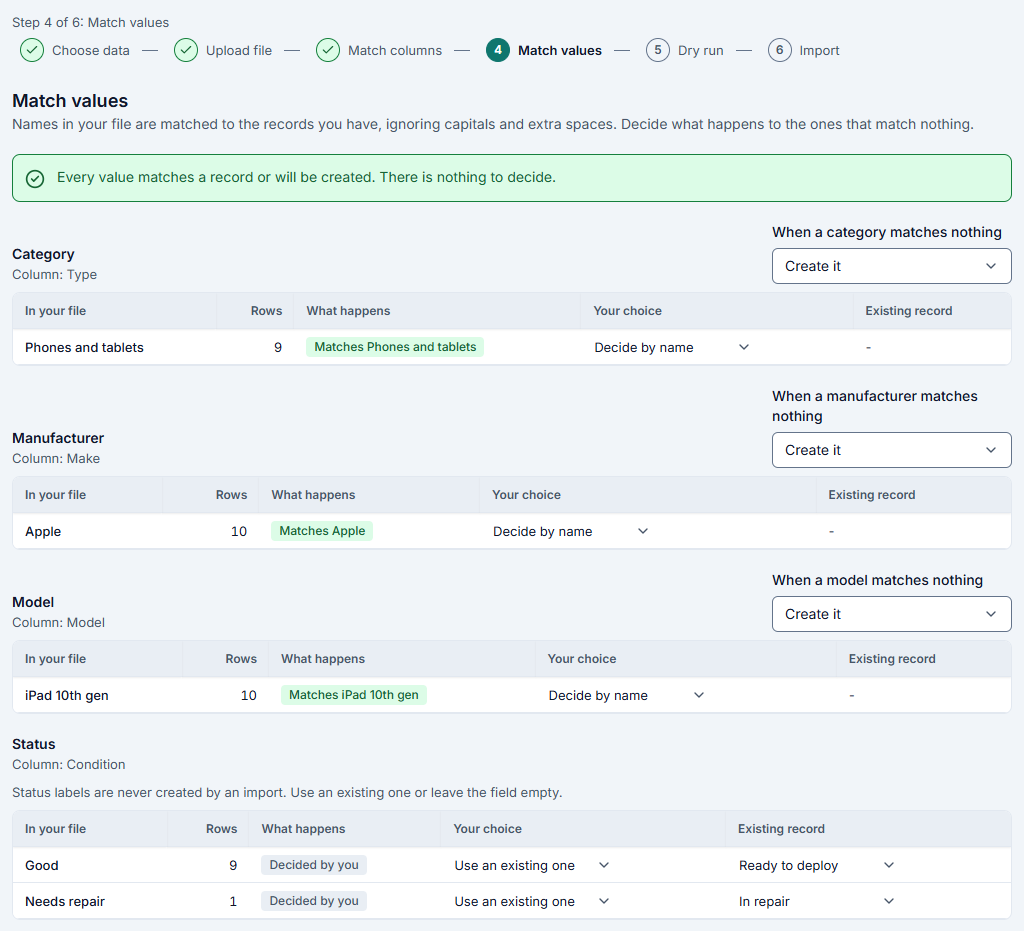 Step 4 of 6: Match values
Choose data
Upload file
Match columns
4 Match values
5 Dry run
6 Import
Match values
Names in your file are matched to the records you have, ignoring capitals and extra spaces. Decide what happens to the ones that match nothing.
Every value matches a record or will be created. There is nothing to decide.
When a category matches nothing
Category
Column: Type
Create it
In your file Rows What happens Your choice Existing record
Phones and tablets 9 Matches Phones and tablets Decide by name -
When a manufacturer matches
nothing
Manufacturer
Column: Make
Create it
In your file Rows What happens Your choice Existing record
Apple 10 Matches Apple Decide by name -
When a model matches nothing
Model
Column: Model
Create it
In your file Rows What happens Your choice Existing record
iPad 10th gen 10 Matches iPad 10th gen Decide by name -
Status
Column: Condition
Status labels are never created by an import. Use an existing one or leave the field empty.
In your file Rows What happens Your choice Existing record
Good 9 Decided by you Use an existing one Ready to deploy
Needs repair 1 Decided by you Use an existing one In repair